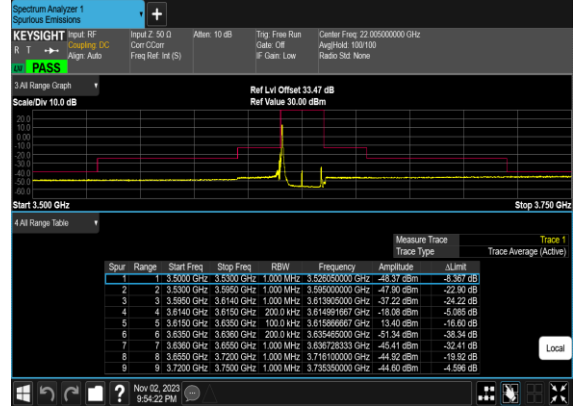 Spectrum Analyzer 1
Spurious Emissions
+
KEYSIGHT Input: RF Input Z: 50 Ω Atten: 10 dB Trig: Free Run Center Freq: 22.005000000 GHz
R T Coupling: DC Corr CCorr Gate: Off Avg|Hold: 100/100
Align: Auto Freq Ref: Int (S) IF Gain: Low Radio Std: None
PASS
3 All Range Graph
Ref Lvl Offset 33.47 dB
Scale/Div 10.0 dB Ref Value 30.00 dBm
20.0
10.0
0.00
-10.0
-20.0
-30.0
-40.0
-50.0
-60.0
Start 3.500 GHz Stop 3.750 GHz
4 All Range Table
Measure Trace Trace 1
Trace Type Trace Average (Active)
Spur Range Start Freq Stop Freq RBW Frequency Amplitude ΔLimit
1 1 3.5000 GHz 3.5300 GHz 1.000 MHz 3.526050000 GHz -48.37 dBm -8.367 dB
2 2 3.5300 GHz 3.5950 GHz 1.000 MHz 3.595000000 GHz -47.90 dBm -22.90 dB
3 3 3.5950 GHz 3.6140 GHz 1.000 MHz 3.613905000 GHz -37.22 dBm -24.22 dB
4 4 3.6140 GHz 3.6150 GHz 200.0 kHz 3.614991667 GHz -18.08 dBm -5.085 dB
5 5 3.6150 GHz 3.6350 GHz 100.0 kHz 3.615866667 GHz 13.40 dBm -16.60 dB
6 6 3.6350 GHz 3.6360 GHz 200.0 kHz 3.635465000 GHz -51.34 dBm -38.34 dB
7 7 3.6360 GHz 3.6550 GHz 1.000 MHz 3.636728333 GHz -45.41 dBm -32.41 dB
8 8 3.6550 GHz 3.7200 GHz 1.000 MHz 3.716100000 GHz -44.92 dBm -19.92 dB
9 9 3.7200 GHz 3.7500 GHz 1.000 MHz 3.735350000 GHz -44.60 dBm -4.596 dB
Local
?
Nov 02, 2023
9:54:22 PM